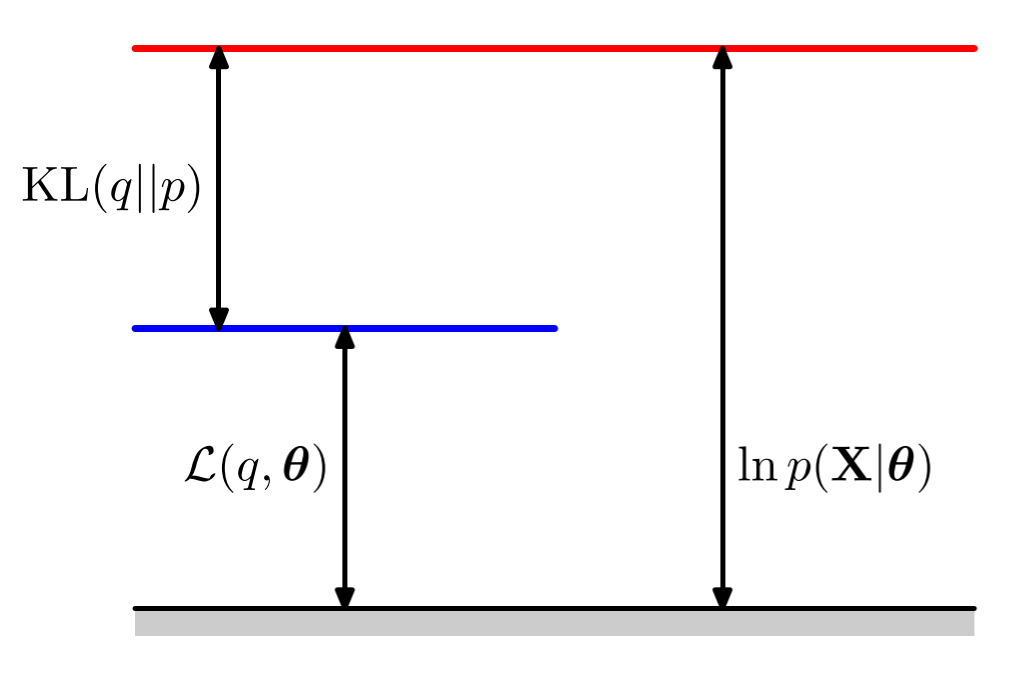 KL(q||p)
ℒ(q, 𝛉)
ln p(𝐗|𝛉)